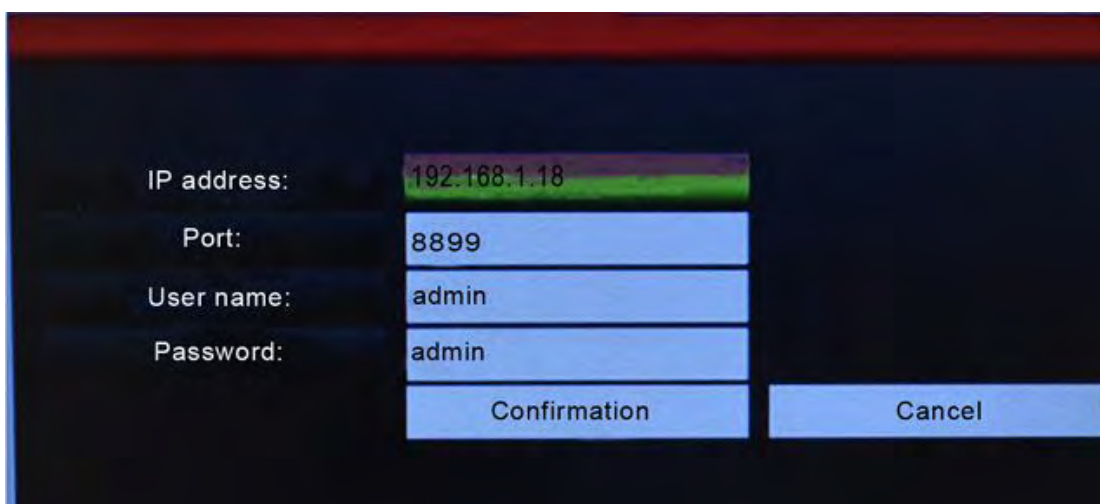 IP address: 192.168.1.18
Port: 8899
User name: admin
Password: admin
Confirmation Cancel